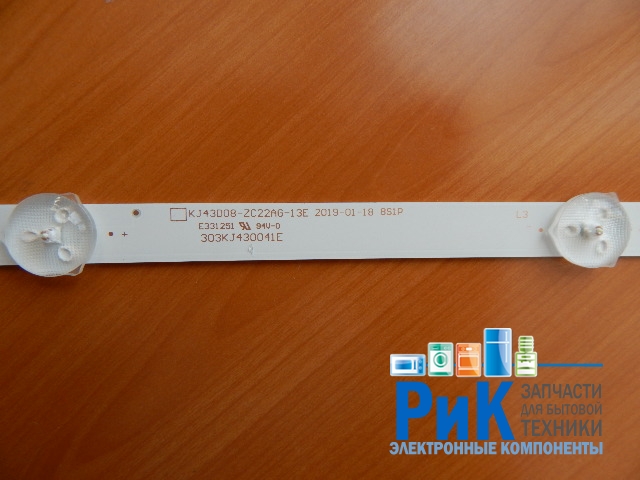 KJ43D08-ZC22AG-13E 2019-01-18 8S1P
E331251 94V-0
303KJ430041E
L3
+
РиК ЗАПЧАСТИ
ДЛЯ БЫТОВОЙ
ТЕХНИКИ
ЭЛЕКТРОННЫЕ КОМПОНЕНТЫ